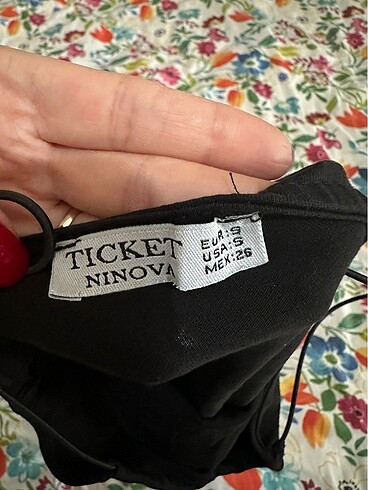 TICKET
NINOVA
EUR:S
USA:S
MEX:26